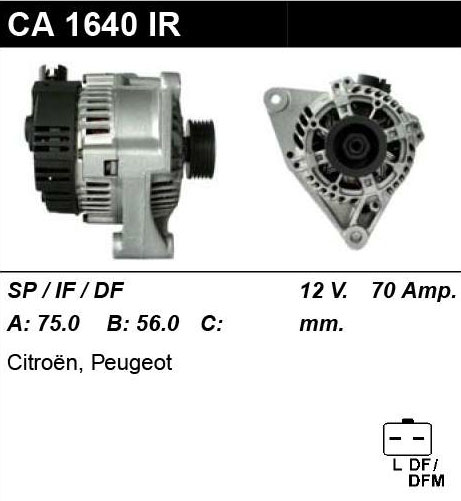 CA 1640 IR
SP / IF / DF 12 V. 70 Amp.
A: 75.0 B: 56.0 C: mm.
Citroën, Peugeot
L DF /
DFM